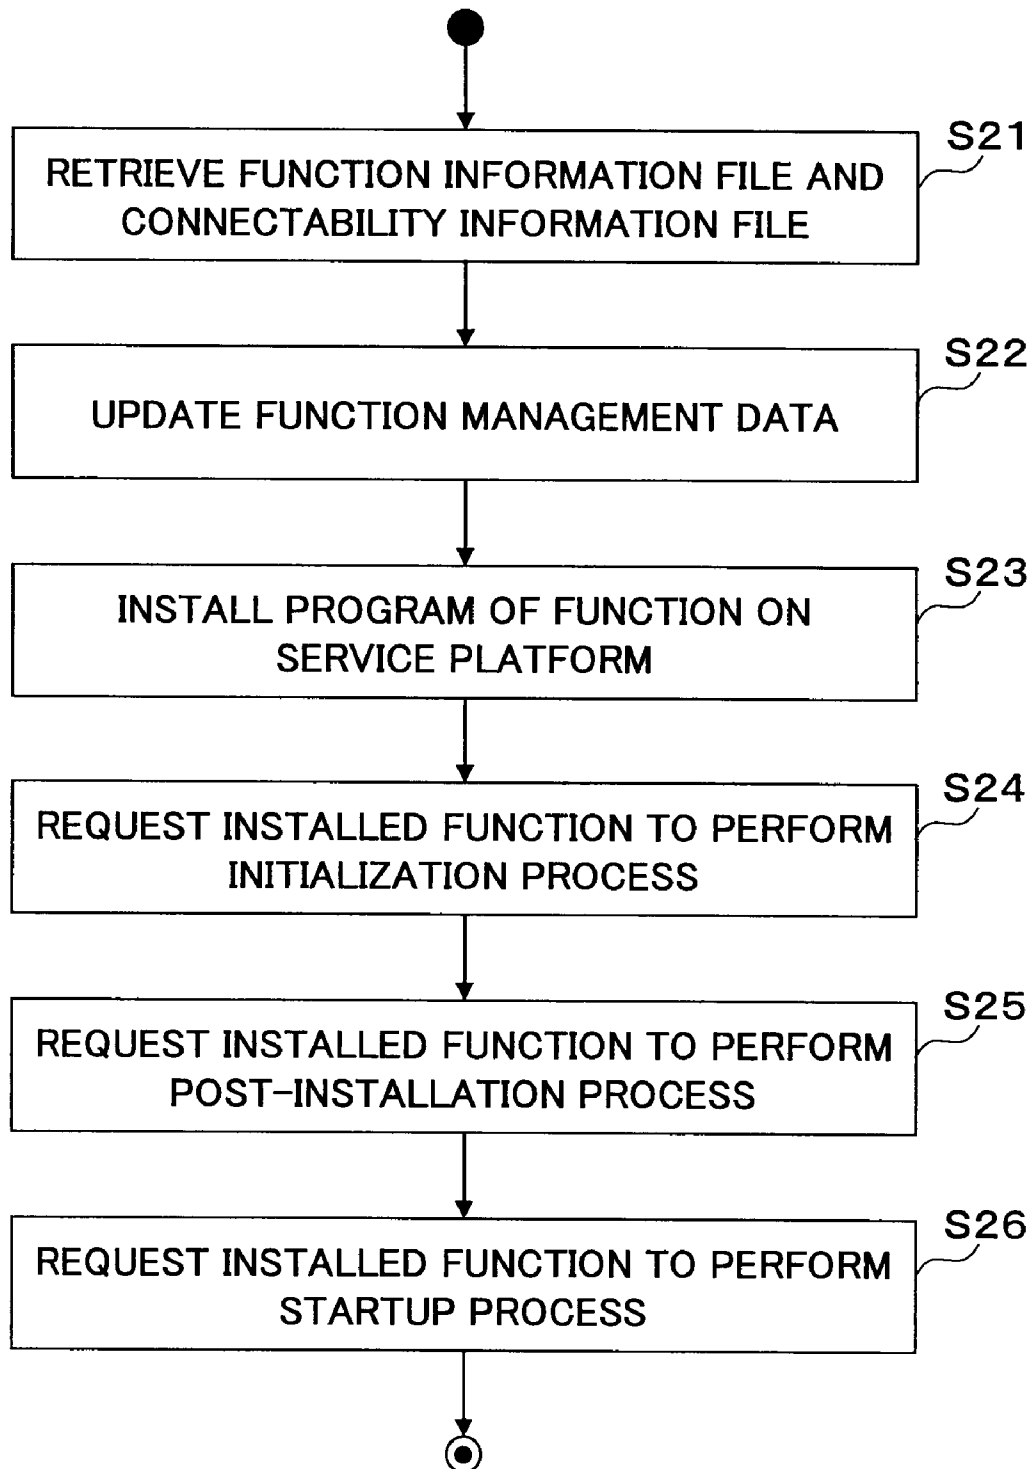 S21
RETRIEVE FUNCTION INFORMATION FILE AND
CONNECTABILITY INFORMATION FILE
S22
UPDATE FUNCTION MANAGEMENT DATA
S23
INSTALL PROGRAM OF FUNCTION ON
SERVICE PLATFORM
S24
REQUEST INSTALLED FUNCTION TO PERFORM
INITIALIZATION PROCESS
S25
REQUEST INSTALLED FUNCTION TO PERFORM
POST-INSTALLATION PROCESS
S26
REQUEST INSTALLED FUNCTION TO PERFORM
STARTUP PROCESS